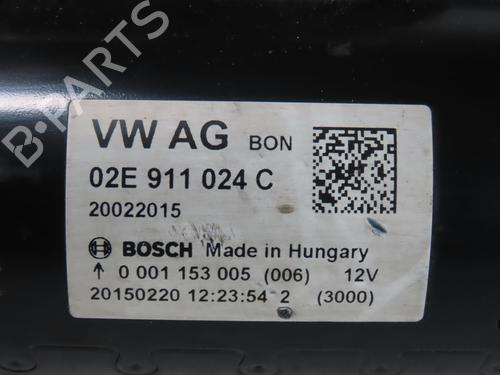 VW AG BON
02E 911 024 C
20022015
BOSCH Made in Hungary
↑ 0 001 153 005 (006) 12V
20150220 12:23:54 2 (3000)
B-PARTS